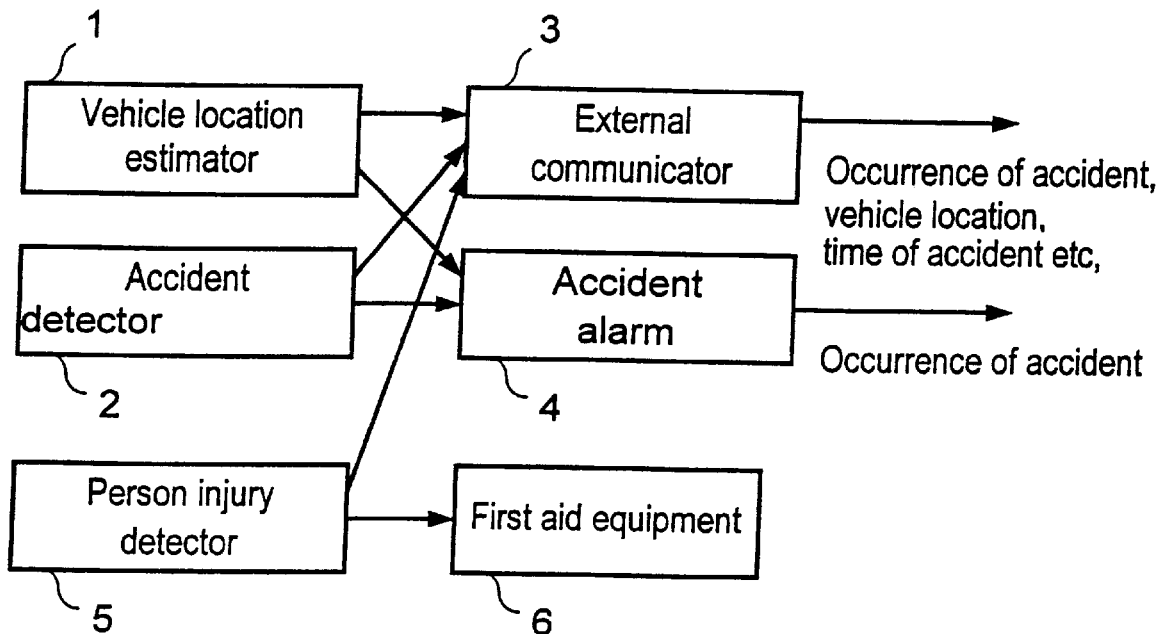 1
Vehicle location
estimator
3
External
communicator
Occurrence of accident,
vehicle location,
time of accident etc,
Accident
detector
2
Accident
alarm
4
Occurrence of accident
Person injury
detector
5
First aid equipment
6